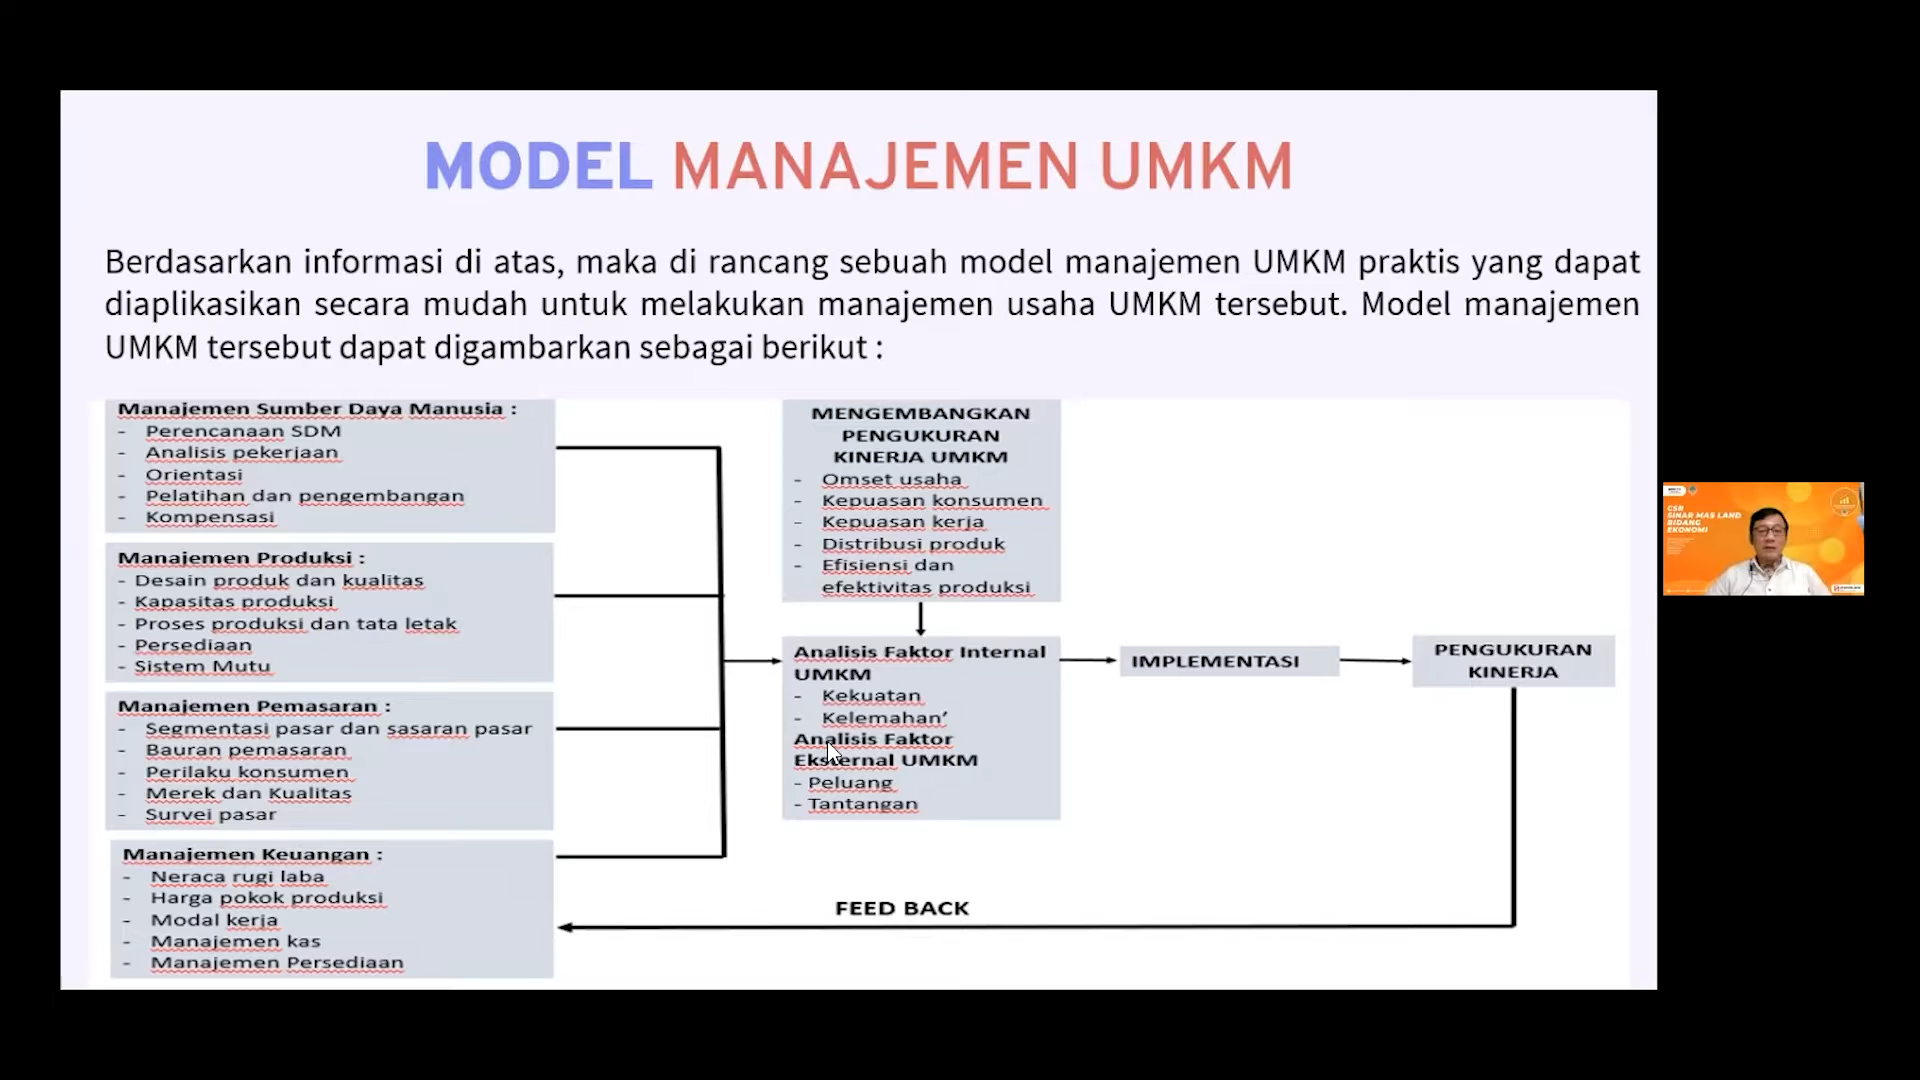 MODEL MANAJEMEN UMKM
Berdasarkan informasi di atas, maka di rancang sebuah model manajemen UMKM praktis yang dapat
diaplikasikan secara mudah untuk melakukan manajemen usaha UMKM tersebut. Model manajemen
UMKM tersebut dapat digambarkan sebagai berikut :
Manajemen Sumber Daya Manusia :
- Perencanaan SDM
- Analisis pekerjaan
- Orientasi
- Pelatihan dan pengembangan
- Kompensasi
Manajemen Produksi :
- Desain produk dan kualitas
- Kapasitas produksi
- Proses produksi dan tata letak
- Persediaan
- Sistem Mutu
Manajemen Pemasaran :
- Segmentasi pasar dan sasaran pasar
- Bauran pemasaran
- Perilaku konsumen
- Merek dan Kualitas
- Survei pasar
Manajemen Keuangan :
- Neraca rugi laba
- Harga pokok produksi
- Modal kerja
- Manajemen kas
- Manajemen Persediaan
MENGEMBANGKAN
PENGUKURAN
KINERJA UMKM
- Omset usaha
- Kepuasan konsumen
- Kepuasan kerja
- Distribusi produk
- Efisiensi dan
efektivitas produksi
Analisis Faktor Internal
UMKM
- Kekuatan
- Kelemahan’
Analisis Faktor
Eksternal UMKM
- Peluang
- Tantangan
IMPLEMENTASI
PENGUKURAN
KINERJA
FEED BACK
CSR
SINAR MAS LAND
BIDANG
EKONOMI